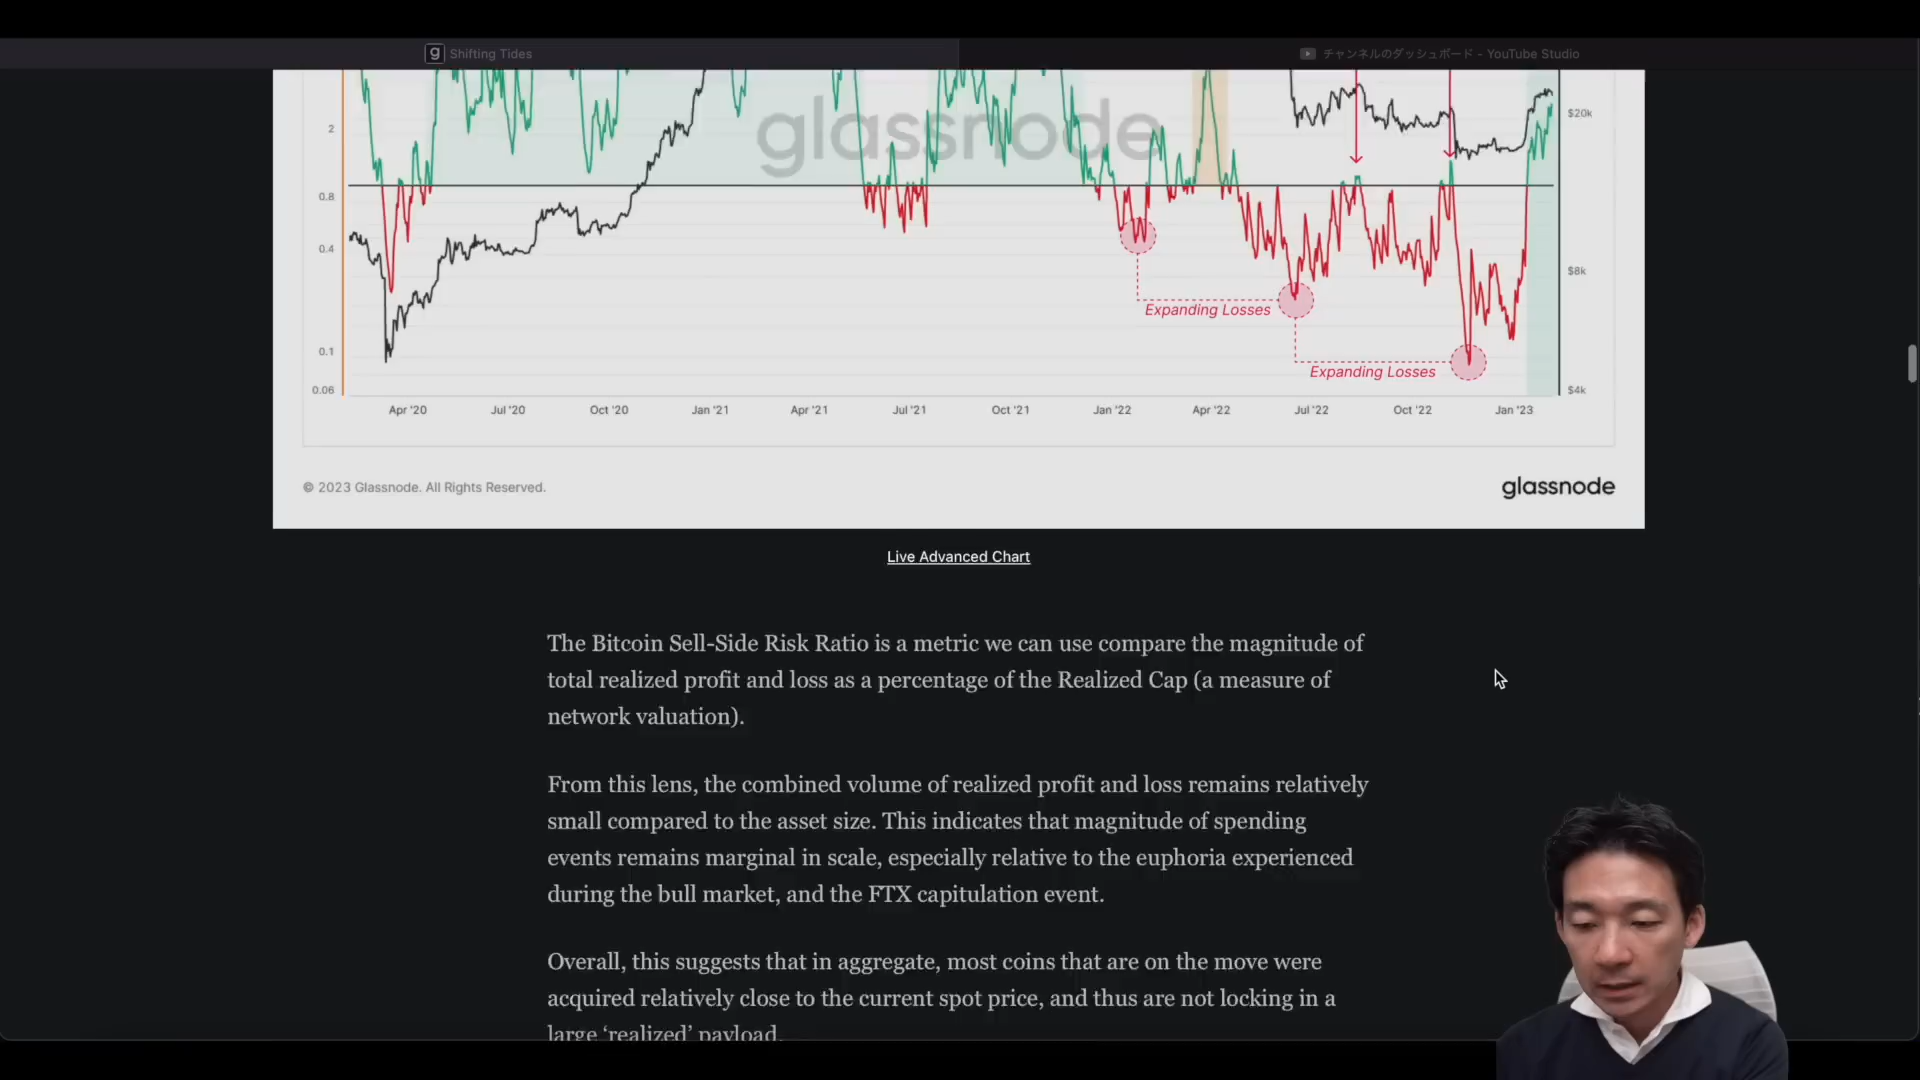 g Shifting Tides
チャンネルのダッシュボード - YouTube Studio
glassnode
2
0.8
0.4
0.1
0.06
$20k
$8k
$4k
Expanding Losses
Expanding Losses
Apr '20
Jul '20
Oct '20
Jan '21
Apr '21
Jul '21
Oct '21
Jan '22
Apr '22
Jul '22
Oct '22
Jan '23
© 2023 Glassnode. All Rights Reserved.
glassnode
Live Advanced Chart
The Bitcoin Sell-Side Risk Ratio is a metric we can use compare the magnitude of
total realized profit and loss as a percentage of the Realized Cap (a measure of
network valuation).
From this lens, the combined volume of realized profit and loss remains relatively
small compared to the asset size. This indicates that magnitude of spending
events remains marginal in scale, especially relative to the euphoria experienced
during the bull market, and the FTX capitulation event.
Overall, this suggests that in aggregate, most coins that are on the move were
acquired relatively close to the current spot price, and thus are not locking in a
large ‘realized’ payload.